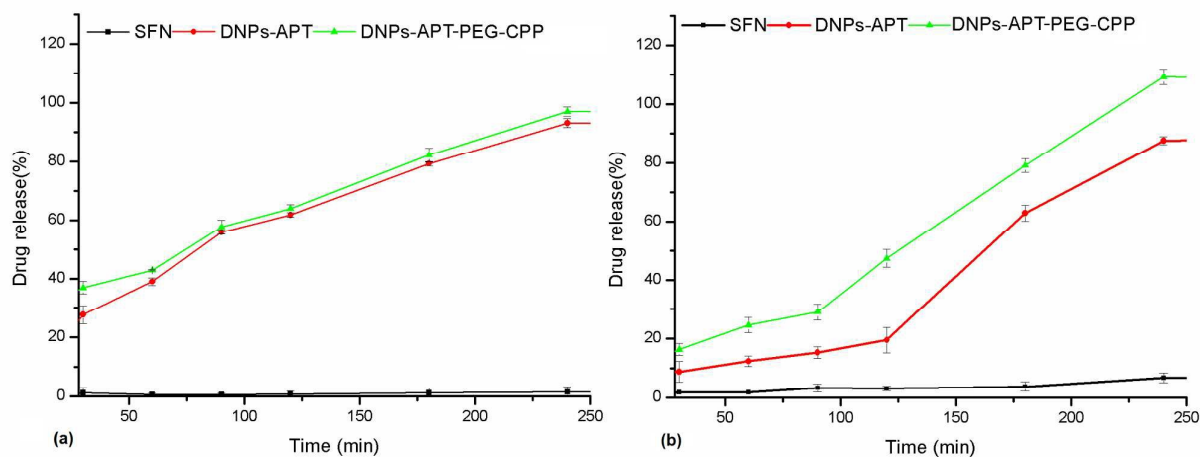 SFN DNPs-APT DNPs-APT-PEG-CPP
Drug release(%)
120
100
80
60
40
20
0
50 100 150 200 250
(a) Time (min)
SFN DNPs-APT DNPs-APT-PEG-CPP
Drug release(%)
120
100
80
60
40
20
0
50 100 150 200 250
(b) Time (min)